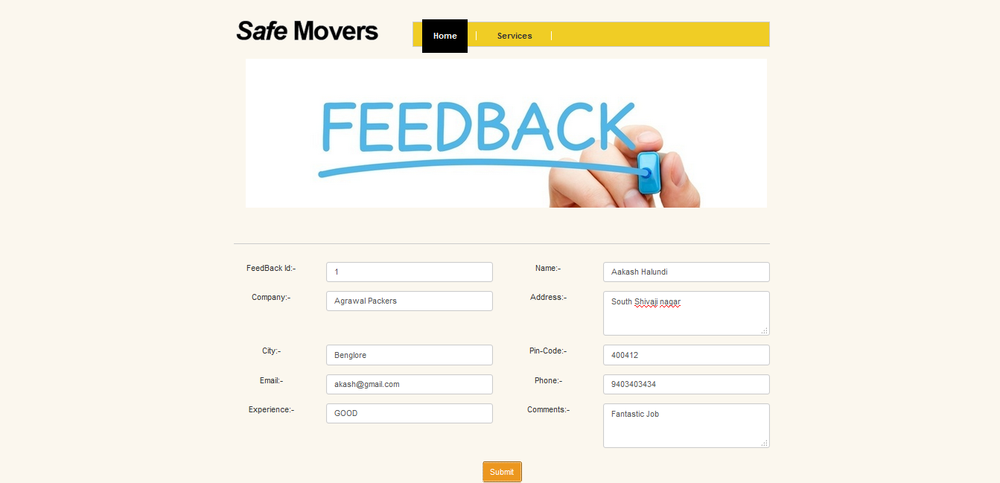 Safe Movers
Home
Services
FEEDBACK
FeedBack Id:- 1 Name:- Aakash Halundi
Company:- Agrawal Packers Address:- South Shivaji nagar
City:- Benglore Pin-Code:- 400412
Email:- akash@gmail.com Phone:- 9403403434
Experience:- GOOD Comments:- Fantastic Job
Submit